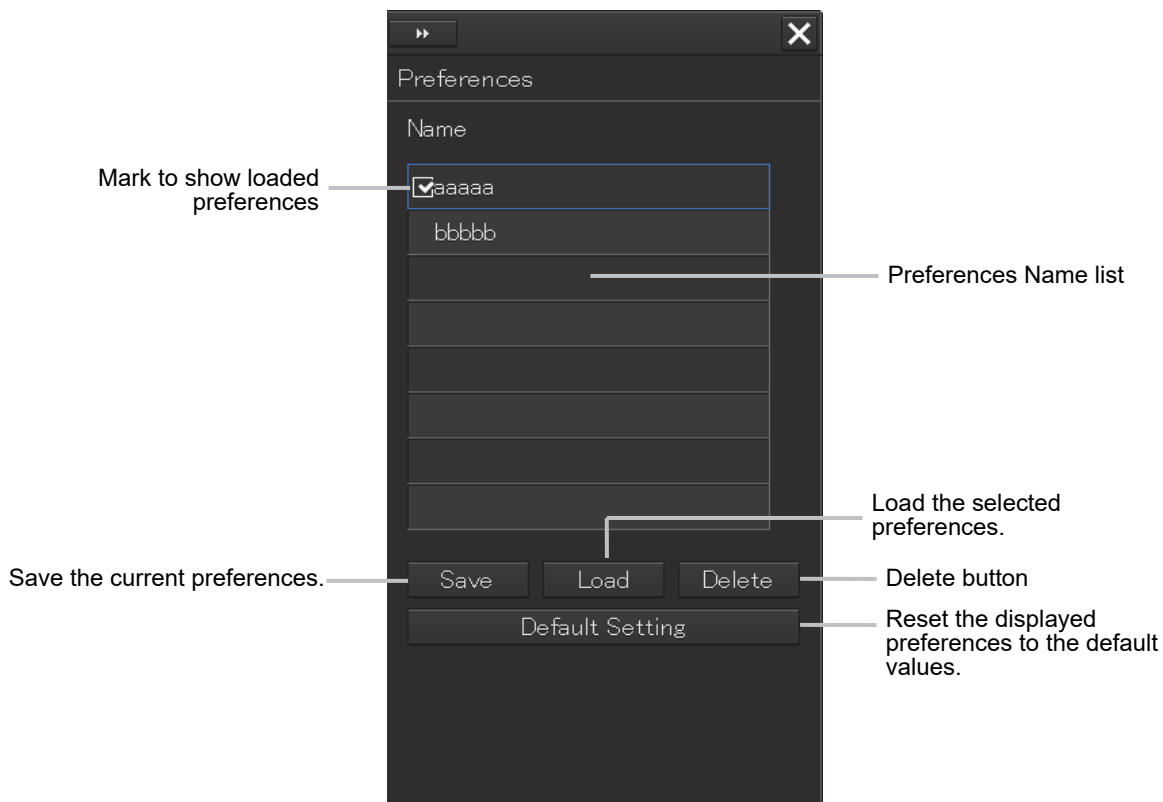 Preferences
Name
Mark to show loaded
preferences
aaaaa
bbbbb
Preferences Name list
Load the selected
preferences.
Save the current preferences.
Save
Load
Delete
Delete button
Default Setting
Reset the displayed
preferences to the default
values.